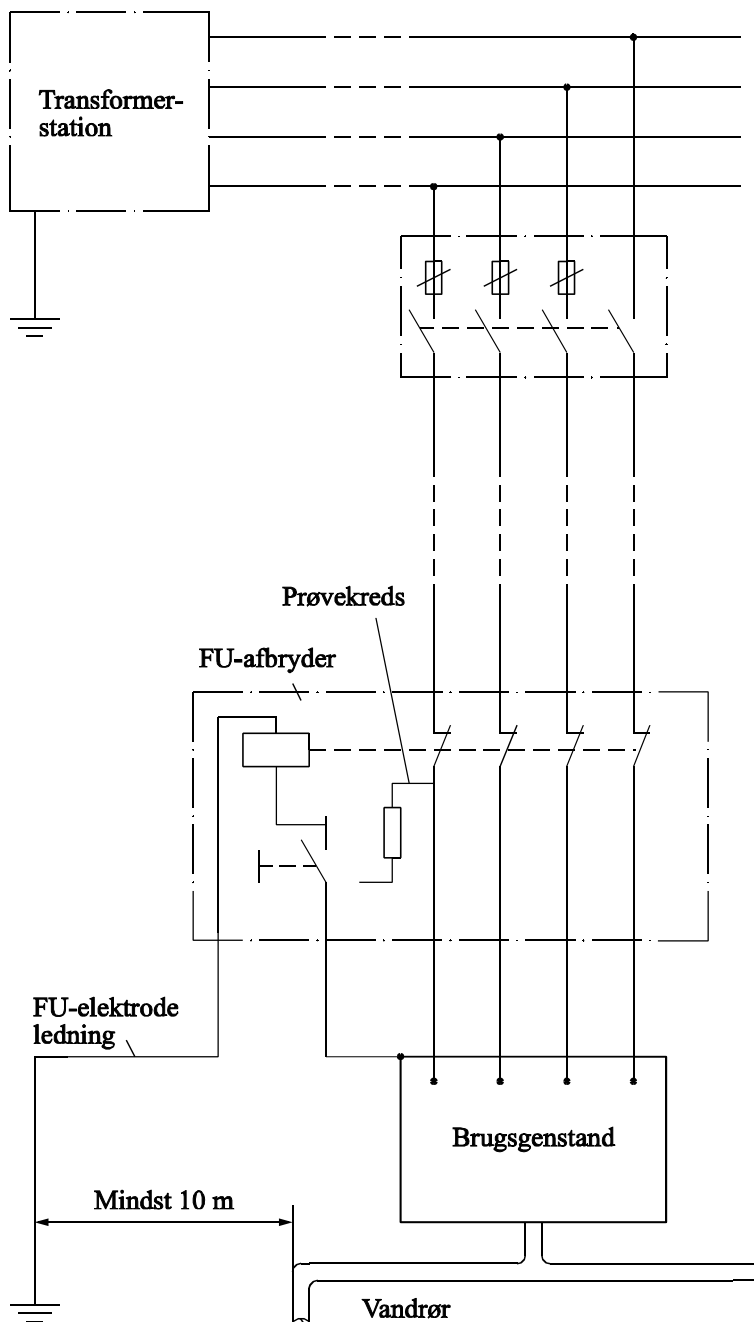 Transformer-
station
Prøvekreds
FU-afbryder
FU-elektrode
ledning
Brugsgenstand
Mindst 10 m
Vandrør